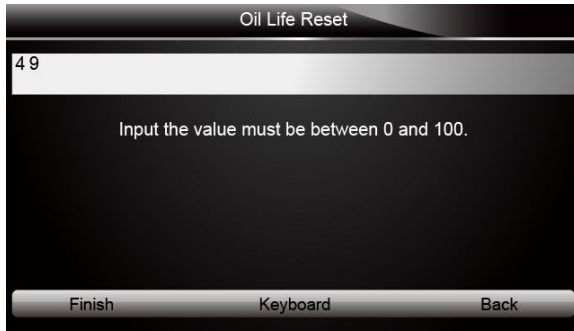 Oil Life Reset
49
Input the value must be between 0 and 100.
Finish Keyboard Back